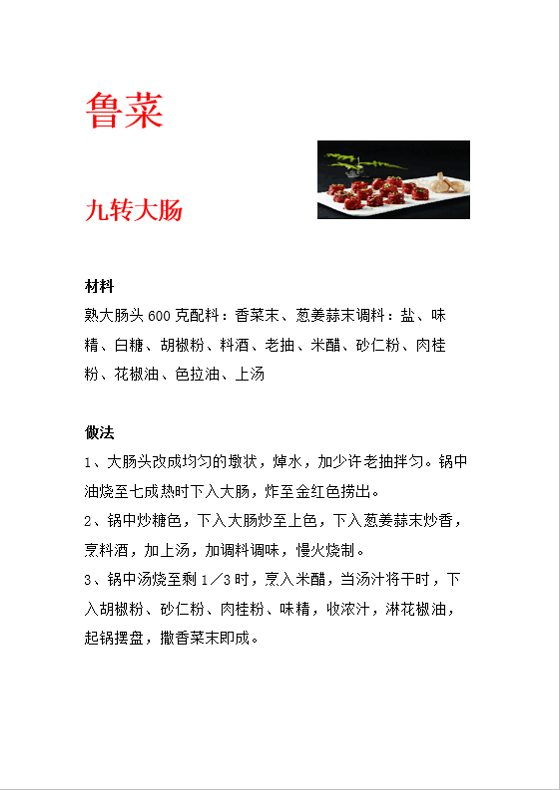 鲁菜
九转大肠
材料
熟大肠头 600 克配料：香菜末、葱姜蒜末调料：盐、味
精、白糖、胡椒粉、料酒、老抽、米醋、砂仁粉、肉桂
粉、花椒油、色拉油、上汤
做法
1、大肠头改成均匀的墩状，焯水，加少许老抽拌匀。锅中
油烧至七成热时下入大肠，炸至金红色捞出。
2、锅中炒糖色，下入大肠炒至上色，下入葱姜蒜末炒香，
烹料酒，加上汤，加调料调味，慢火烧制。
3、锅中汤烧至剩 1／3 时，烹入米醋，当汤汁将干时，下
入胡椒粉、砂仁粉、肉桂粉、味精，收浓汁，淋花椒油，
起锅摆盘，撒香菜末即成。